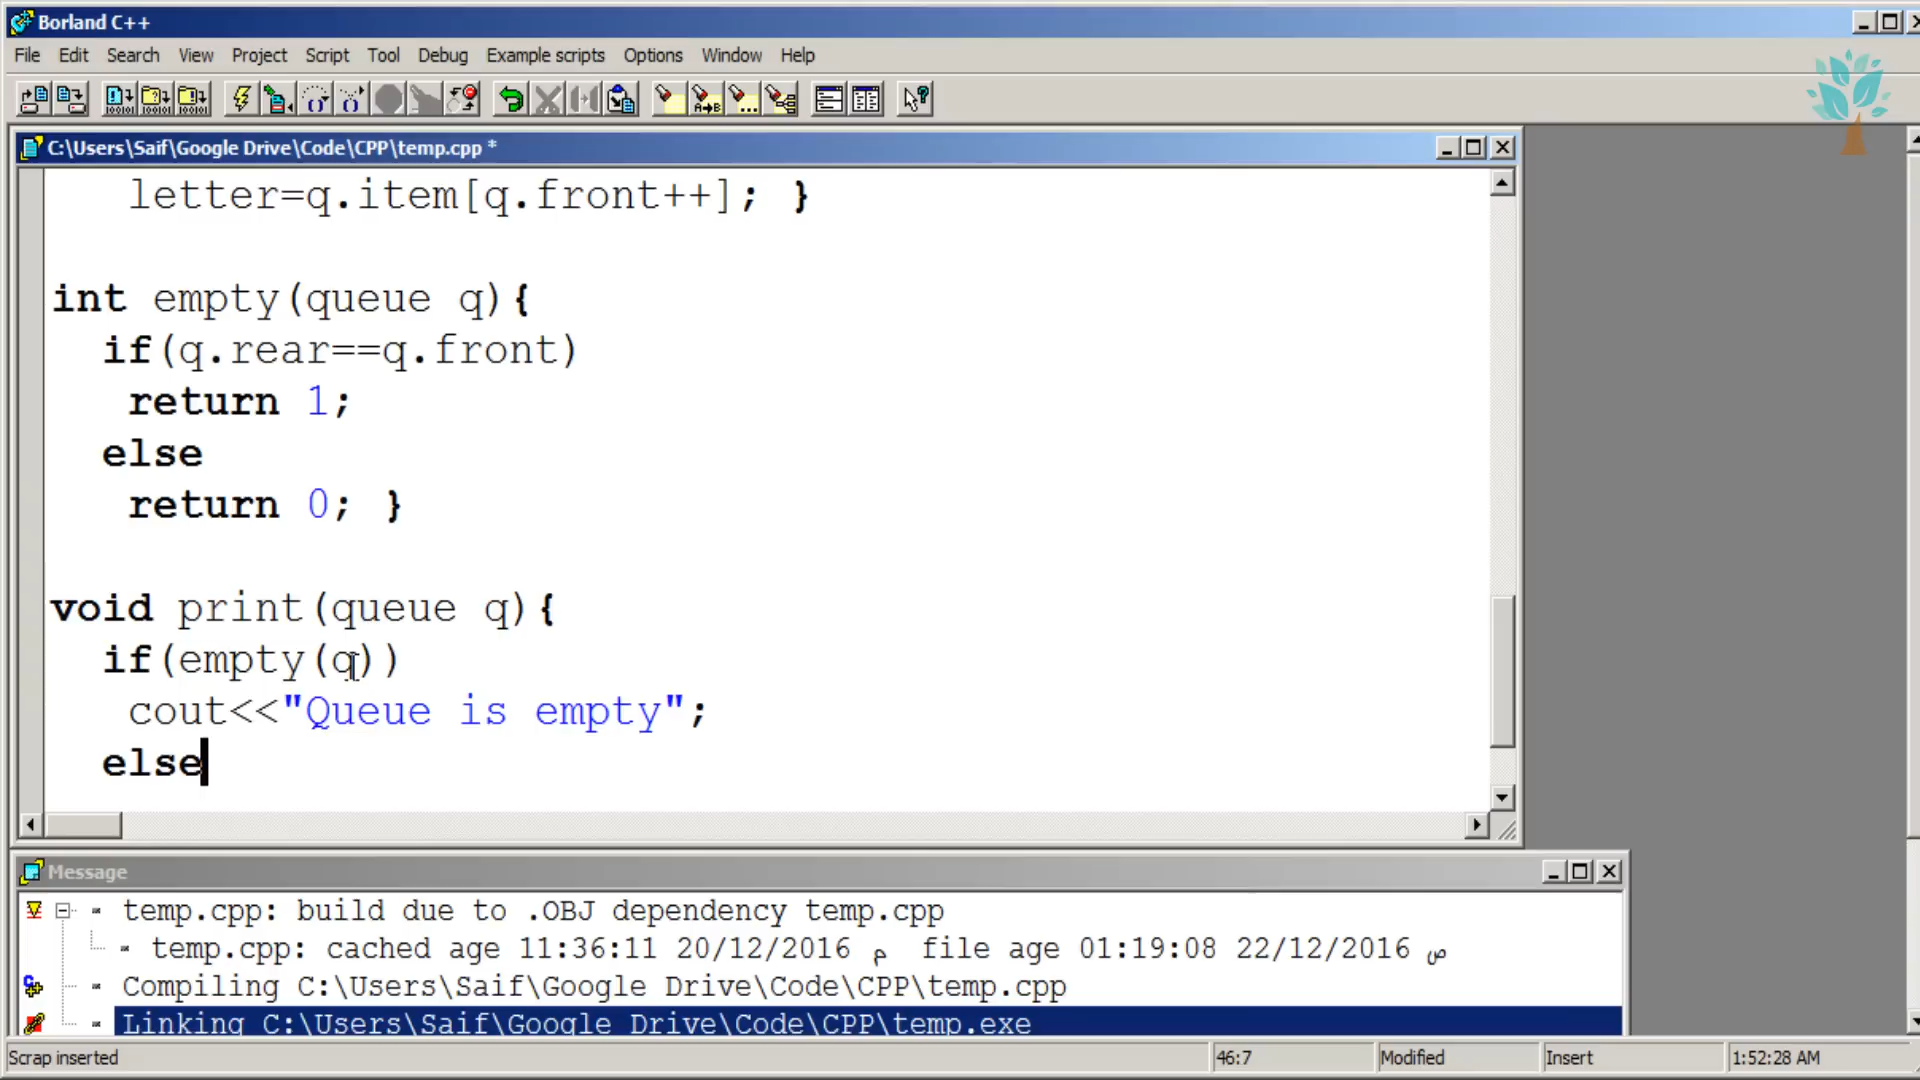 Borland C++
File Edit Search View Project Script Tool Debug Example scripts Options Window Help
C:\Users\Saif\Google Drive\Code\CPP\temp.cpp *
letter=q.item[q.front++]; }
int empty(queue q){
if(q.rear==q.front)
return 1;
else
return 0; }
void print(queue q){
if(empty(q))
cout<<"Queue is empty";
else
Message
temp.cpp: build due to .OBJ dependency temp.cpp
temp.cpp: cached age 11:36:11 20/12/2016 م file age 01:19:08 22/12/2016 ص
Compiling C:\Users\Saif\Google Drive\Code\CPP\temp.cpp
Linking C:\Users\Saif\Google Drive\Code\CPP\temp.exe
Scrap inserted 46:7 Modified Insert 1:52:28 AM